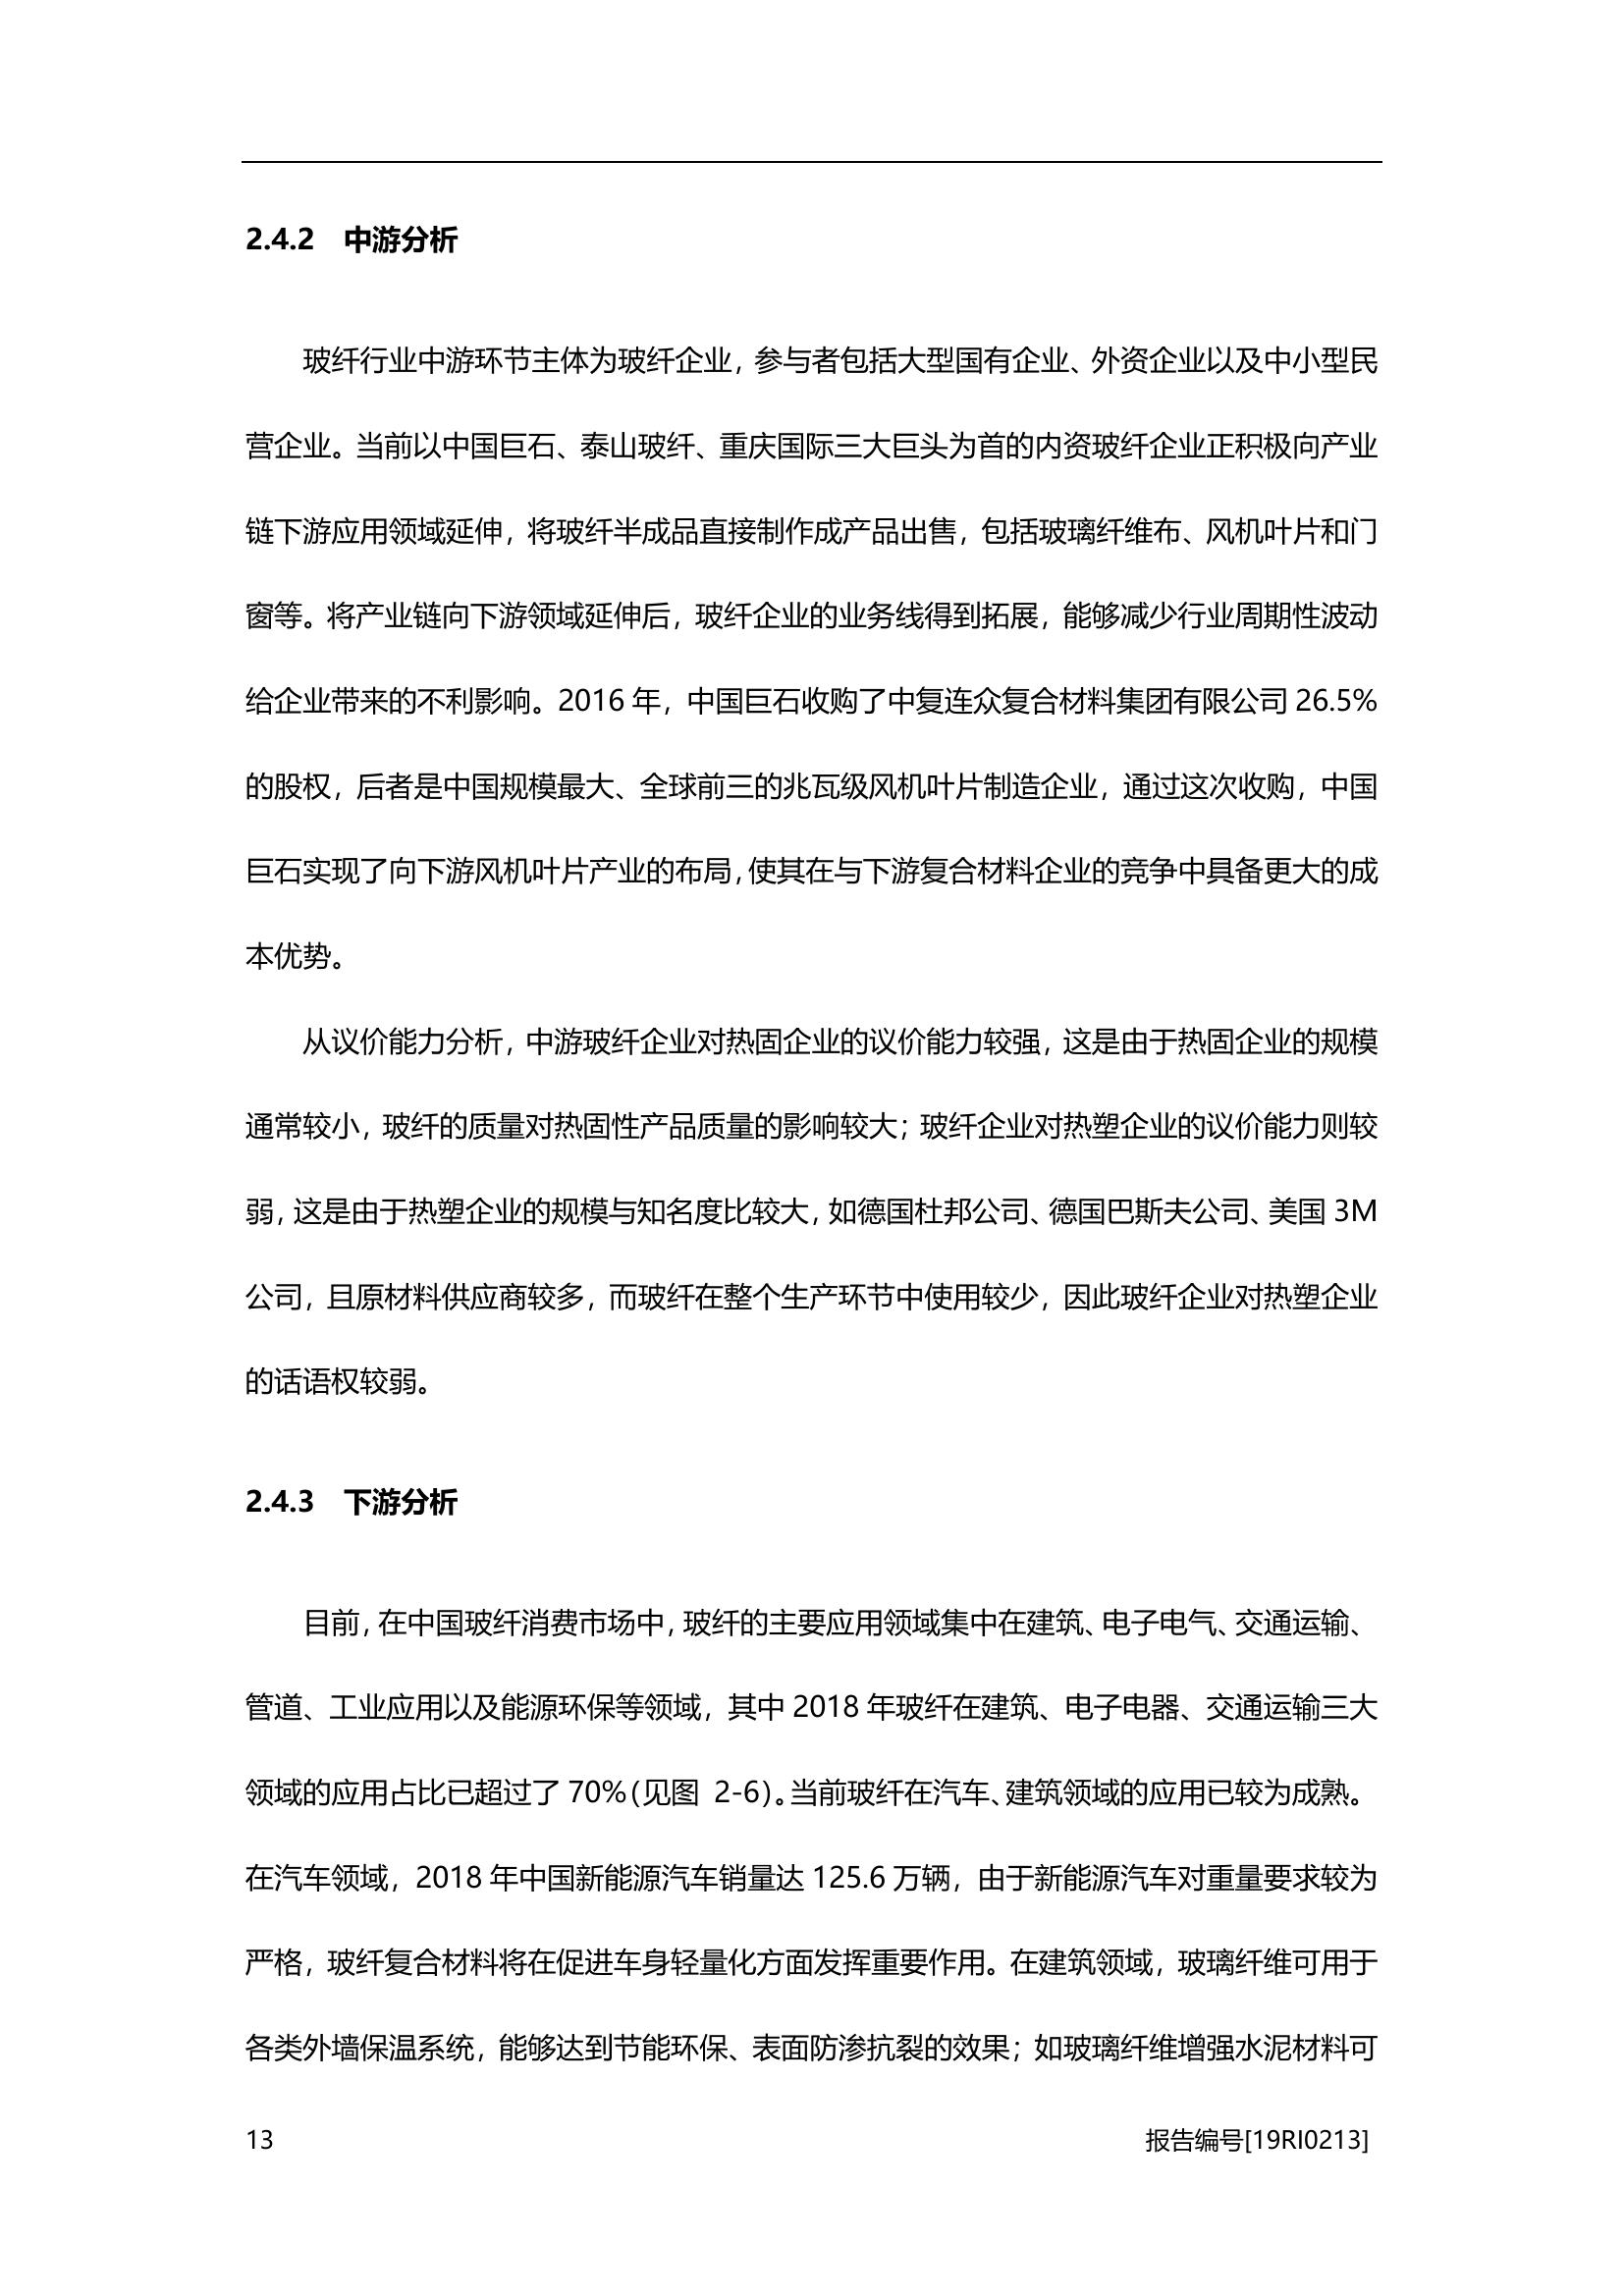 2.4.2 中游分析
玻纤行业中游环节主体为玻纤企业，参与者包括大型国有企业、外资企业以及中小型民
营企业。当前以中国巨石、泰山玻纤、重庆国际三大巨头为首的内资玻纤企业正积极向产业
链下游应用领域延伸，将玻纤半成品直接制作成产品出售，包括玻璃纤维布、风机叶片和门
窗等。将产业链向下游领域延伸后，玻纤企业的业务线得到拓展，能够减少行业周期性波动
给企业带来的不利影响。2016 年，中国巨石收购了中复连众复合材料集团有限公司 26.5%
的股权，后者是中国规模最大、全球前三的兆瓦级风机叶片制造企业，通过这次收购，中国
巨石实现了向下游风机叶片产业的布局，使其在与下游复合材料企业的竞争中具备更大的成
本优势。
从议价能力分析，中游玻纤企业对热固企业的议价能力较强，这是由于热固企业的规模
通常较小，玻纤的质量对热固性产品质量的影响较大；玻纤企业对热塑企业的议价能力则较
弱，这是由于热塑企业的规模与知名度比较大，如德国杜邦公司、德国巴斯夫公司、美国 3M
公司，且原材料供应商较多，而玻纤在整个生产环节中使用较少，因此玻纤企业对热塑企业
的话语权较弱。
2.4.3 下游分析
目前，在中国玻纤消费市场中，玻纤的主要应用领域集中在建筑、电子电气、交通运输、
管道、工业应用以及能源环保等领域，其中 2018 年玻纤在建筑、电子电器、交通运输三大
领域的应用占比已超过了 70%（见图 2-6）。当前玻纤在汽车、建筑领域的应用已较为成熟。
在汽车领域，2018 年中国新能源汽车销量达 125.6 万辆，由于新能源汽车对重量要求较为
严格，玻纤复合材料将在促进车身轻量化方面发挥重要作用。在建筑领域，玻璃纤维可用于
各类外墙保温系统，能够达到节能环保、表面防渗抗裂的效果；如玻璃纤维增强水泥材料可
13 报告编号[19RI0213]